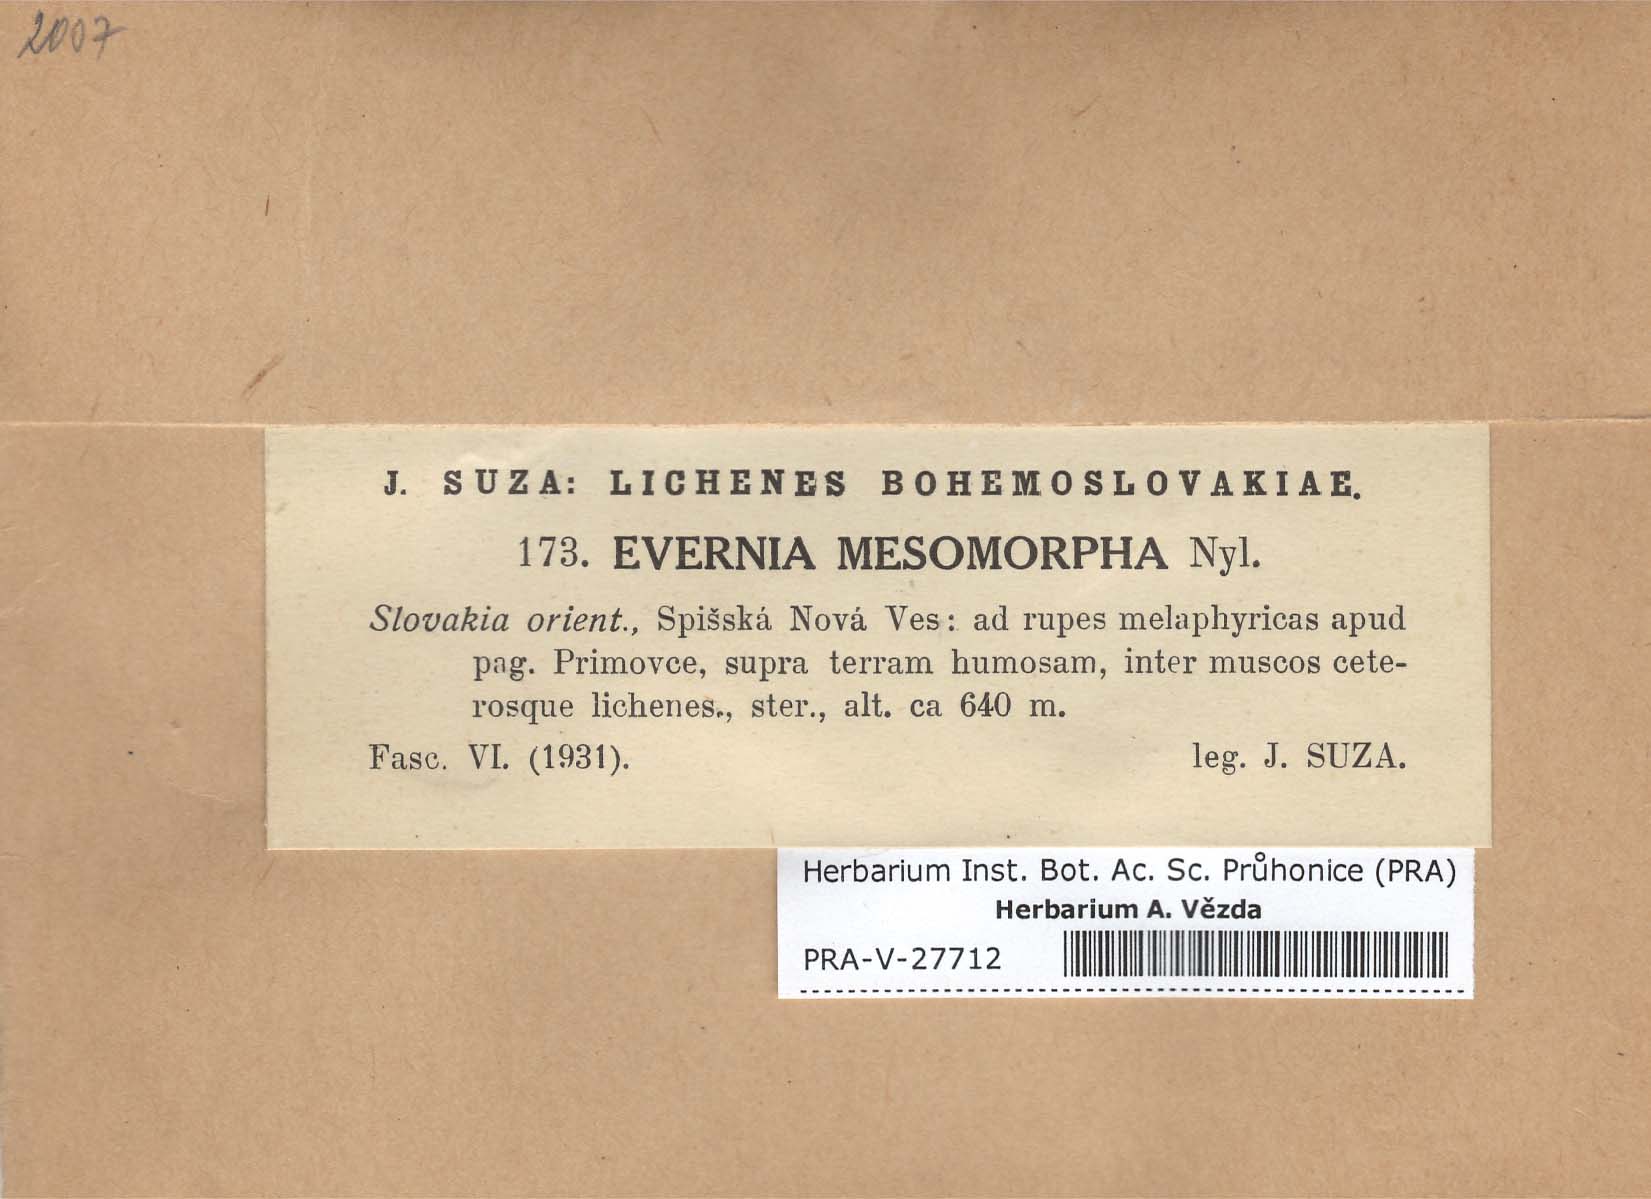 2007
J. SUZA: LICHENES BOHEMOSLOVAKIAE.
173. EVERNIA MESOMORPHA Nyl.
Slovakia orient., Spišská Nová Ves: ad rupes melaphyricas apud
pag. Primovce, supra terram humosam, inter muscos cete-
rosque lichenes., ster., alt. ca 640 m.
Fasc. VI. (1931). leg. J. SUZA.
Herbarium Inst. Bot. Ac. Sc. Průhonice (PRA)
Herbarium A. Vězda
PRA-V-27712